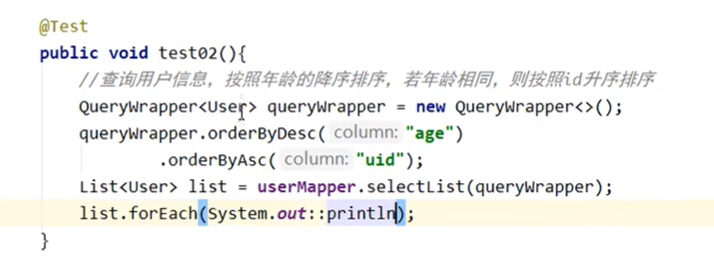 @Test
public void test02(){
//查询用户信息，按照年龄的降序排序，若年龄相同，则按照id升序排序
QueryWrapper<User> queryWrapper = new QueryWrapper<>();
queryWrapper.orderByDesc( column: "age")
.orderByAsc( column: "uid");
List<User> list = userMapper.selectList(queryWrapper);
list.forEach(System.out::println);
}